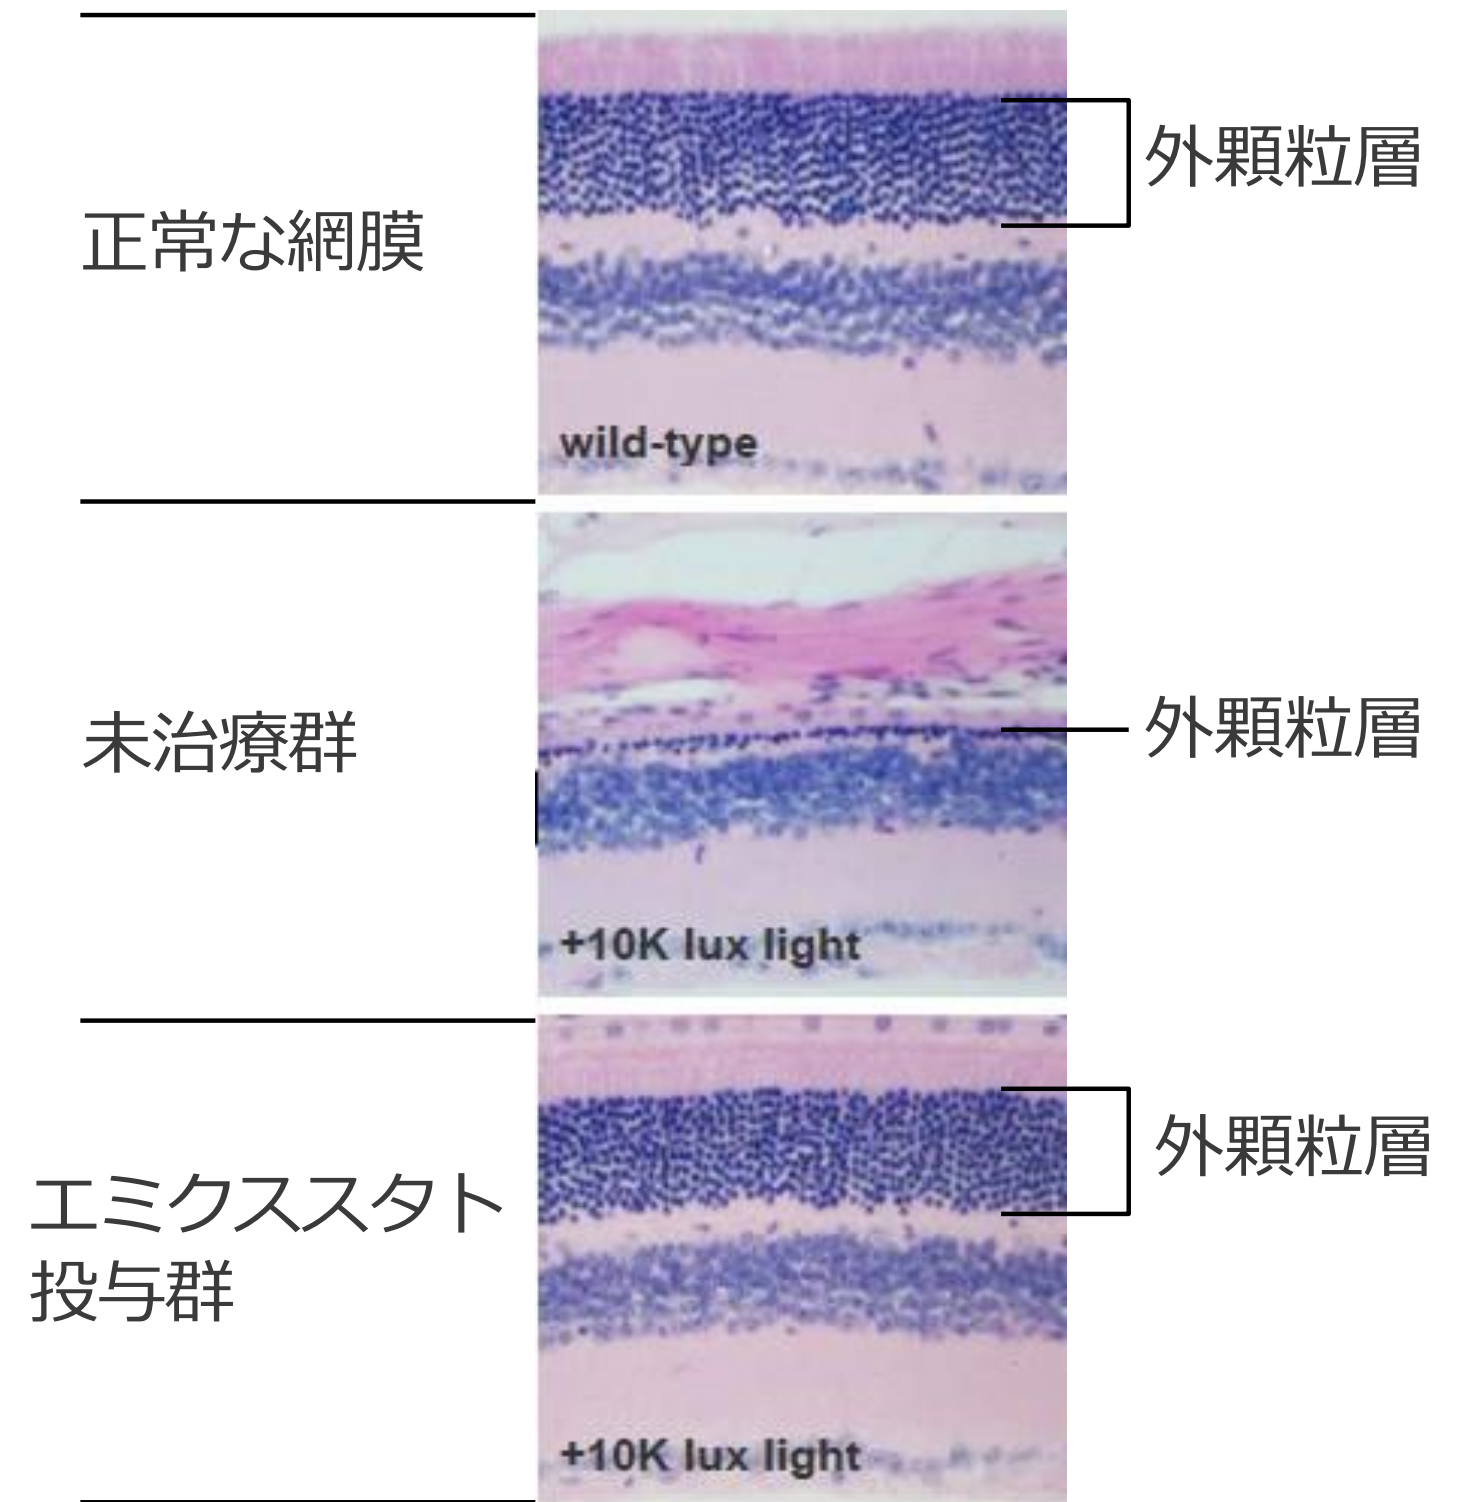 外顆粒層
正常な網膜
wild-type
外顆粒層
未治療群
+10K lux light
外顆粒層
エミクススタト
投与群
+10K lux light